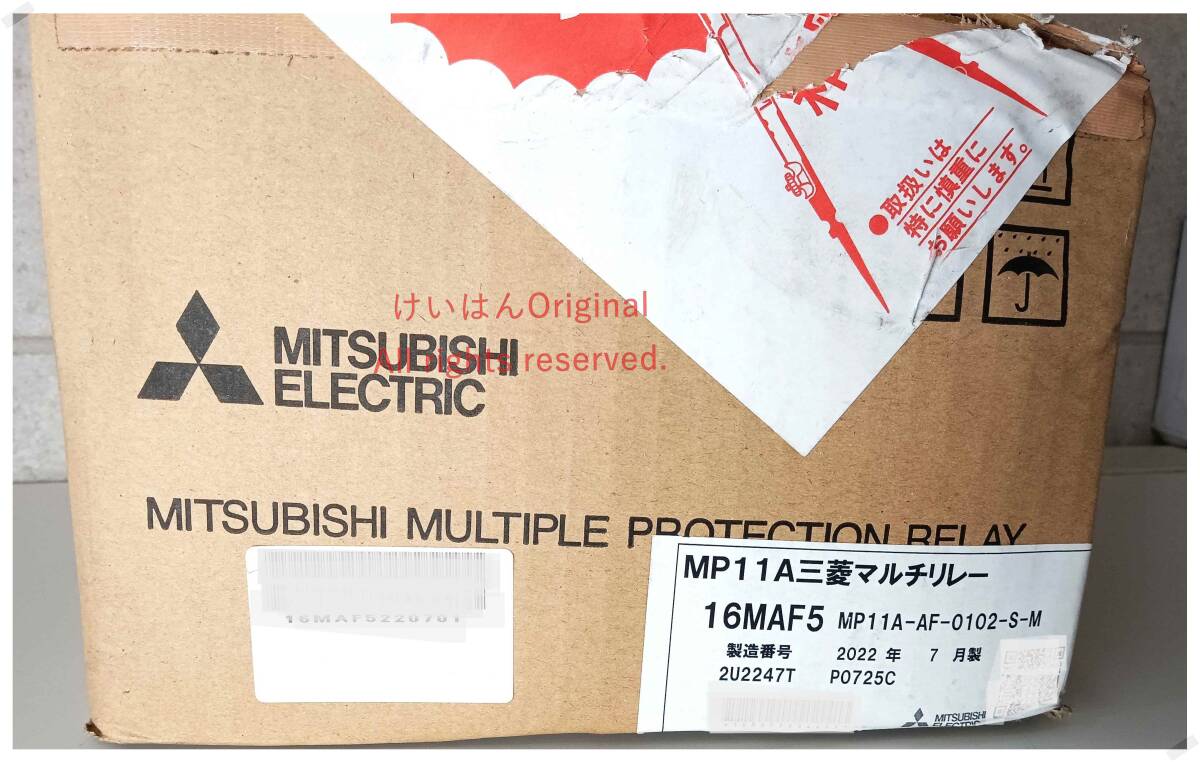 ●取扱いは
特に慎重に
お願いします。
けいはんOriginal
All rights reserved.
MITSUBISHI
ELECTRIC
MITSUBISHI MULTIPLE PROTECTION RELAY
16MAF5220701
MP11A三菱マルチリレー
16MAF5 MP11A-AF-0102-S-M
製造番号 2022 年 7 月製
2U2247T P0725C
MITSUBISHI
ELECTRIC